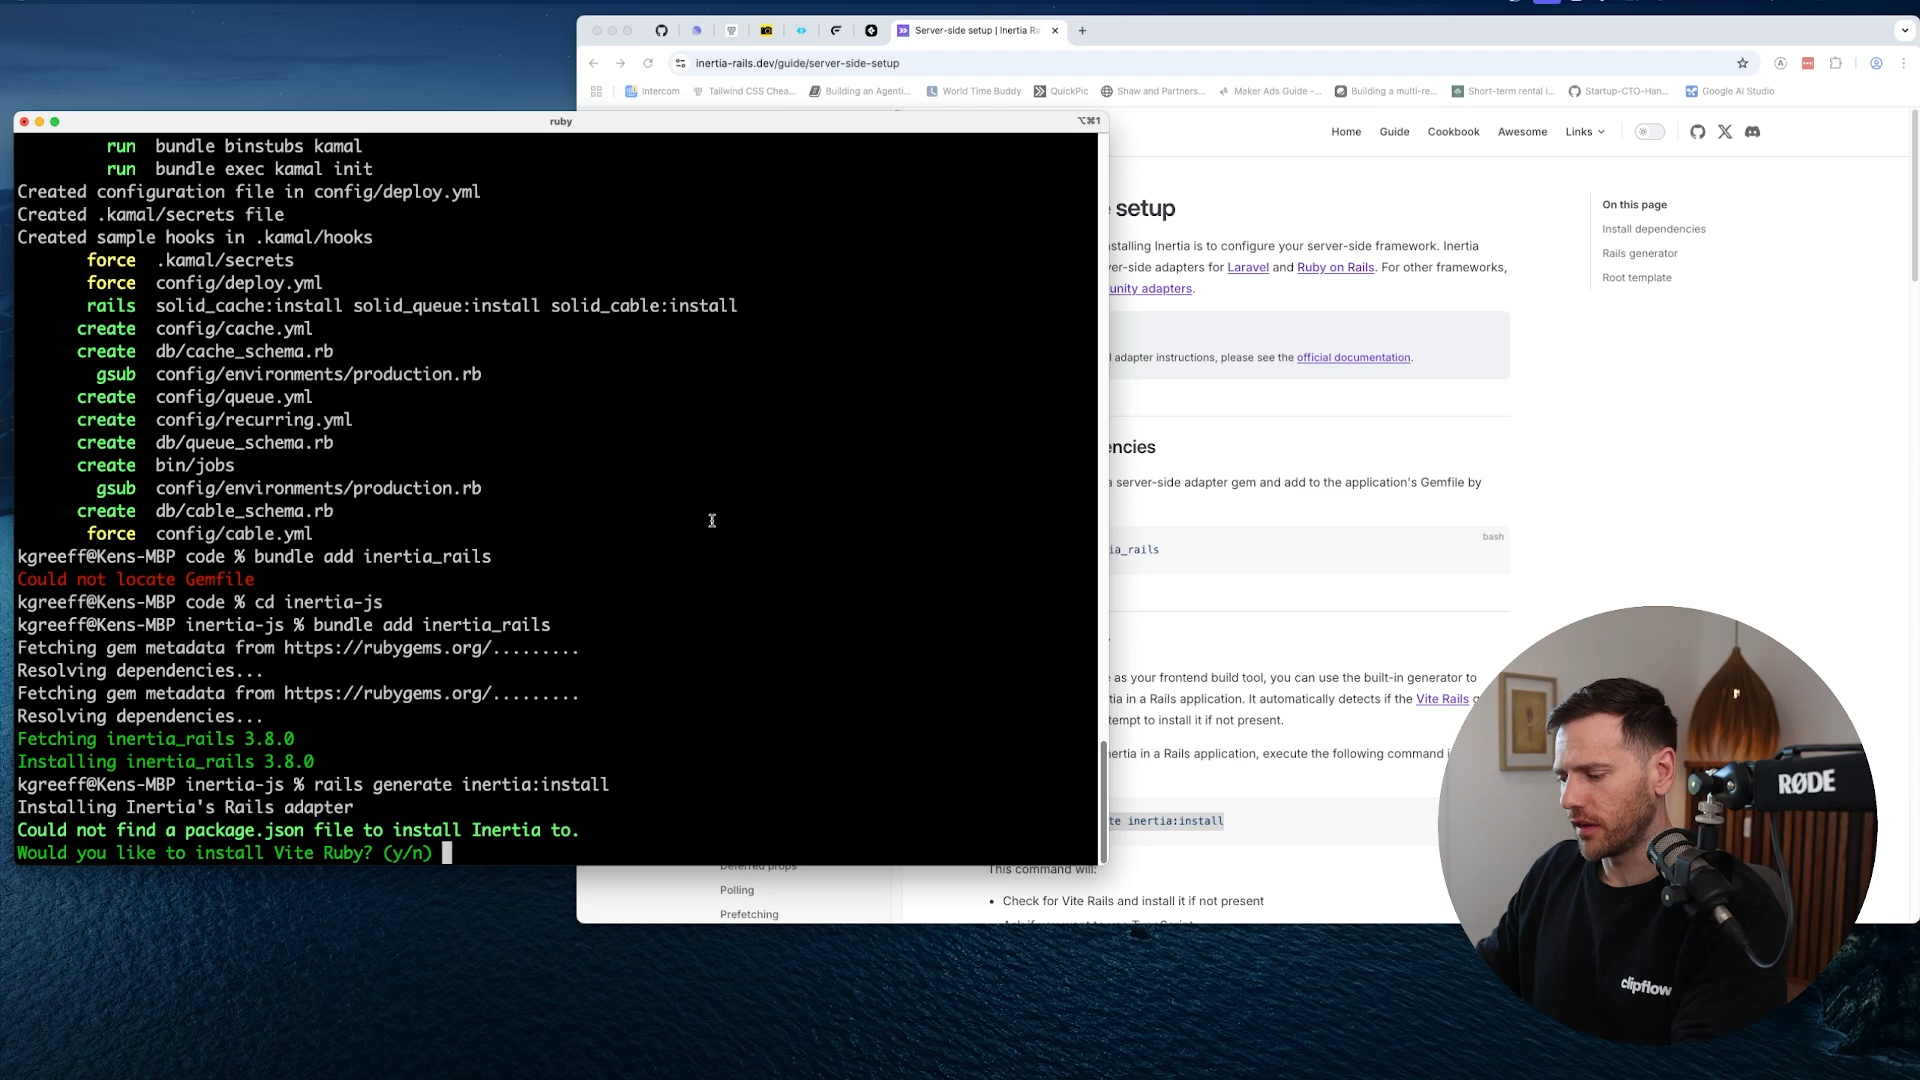 Server-side setup | Inertia Ra
inertia-rails.dev/guide/server-side-setup
Intercom
Tailwind CSS Chea...
Building an Agenti...
World Time Buddy
QuickPic
Shaw and Partners...
Maker Ads Guide -...
Building a multi-re...
Short-term rental i...
Startup-CTO-Han...
Google AI Studio
ruby
⌥⌘1
run bundle binstubs kamal
run bundle exec kamal init
Created configuration file in config/deploy.yml
Created .kamal/secrets file
Created sample hooks in .kamal/hooks
force .kamal/secrets
force config/deploy.yml
rails solid_cache:install solid_queue:install solid_cable:install
create config/cache.yml
create db/cache_schema.rb
gsub config/environments/production.rb
create config/queue.yml
create config/recurring.yml
create db/queue_schema.rb
create bin/jobs
gsub config/environments/production.rb
create db/cable_schema.rb
force config/cable.yml
kgreeff@Kens-MBP code % bundle add inertia_rails
Could not locate Gemfile
kgreeff@Kens-MBP code % cd inertia-js
kgreeff@Kens-MBP inertia-js % bundle add inertia_rails
Fetching gem metadata from https://rubygems.org/.........
Resolving dependencies...
Fetching gem metadata from https://rubygems.org/.........
Resolving dependencies...
Fetching inertia_rails 3.8.0
Installing inertia_rails 3.8.0
kgreeff@Kens-MBP inertia-js % rails generate inertia:install
Installing Inertia's Rails adapter
Could not find a package.json file to install Inertia to.
Would you like to install Vite Ruby? (y/n)
Home
Guide
Cookbook
Awesome
Links
setup
stalling Inertia is to configure your server-side framework. Inertia
er-side adapters for Laravel and Ruby on Rails. For other frameworks,
unity adapters.
l adapter instructions, please see the official documentation.
encies
a server-side adapter gem and add to the application's Gemfile by
bash
ia_rails
as your frontend build tool, you can use the built-in generator to
tia in a Rails application. It automatically detects if the Vite Rails
tempt to install it if not present.
nertia in a Rails application, execute the following command
te inertia:install
This command will:
• Check for Vite Rails and install it if not present
On this page
Install dependencies
Rails generator
Root template
Deferred props
Polling
Prefetching
RØDE
clipflow